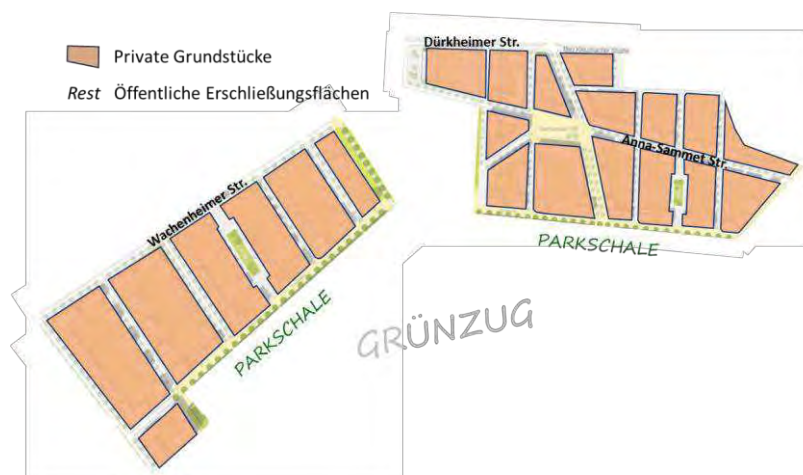 Private Grundstücke
Rest Öffentliche Erschließungsflächen
Dürkheimer Str.
Anna-Sammet Str.
PARKSCHALE
Wachenheimer Str.
PARKSCHALE
GRÜNZUG